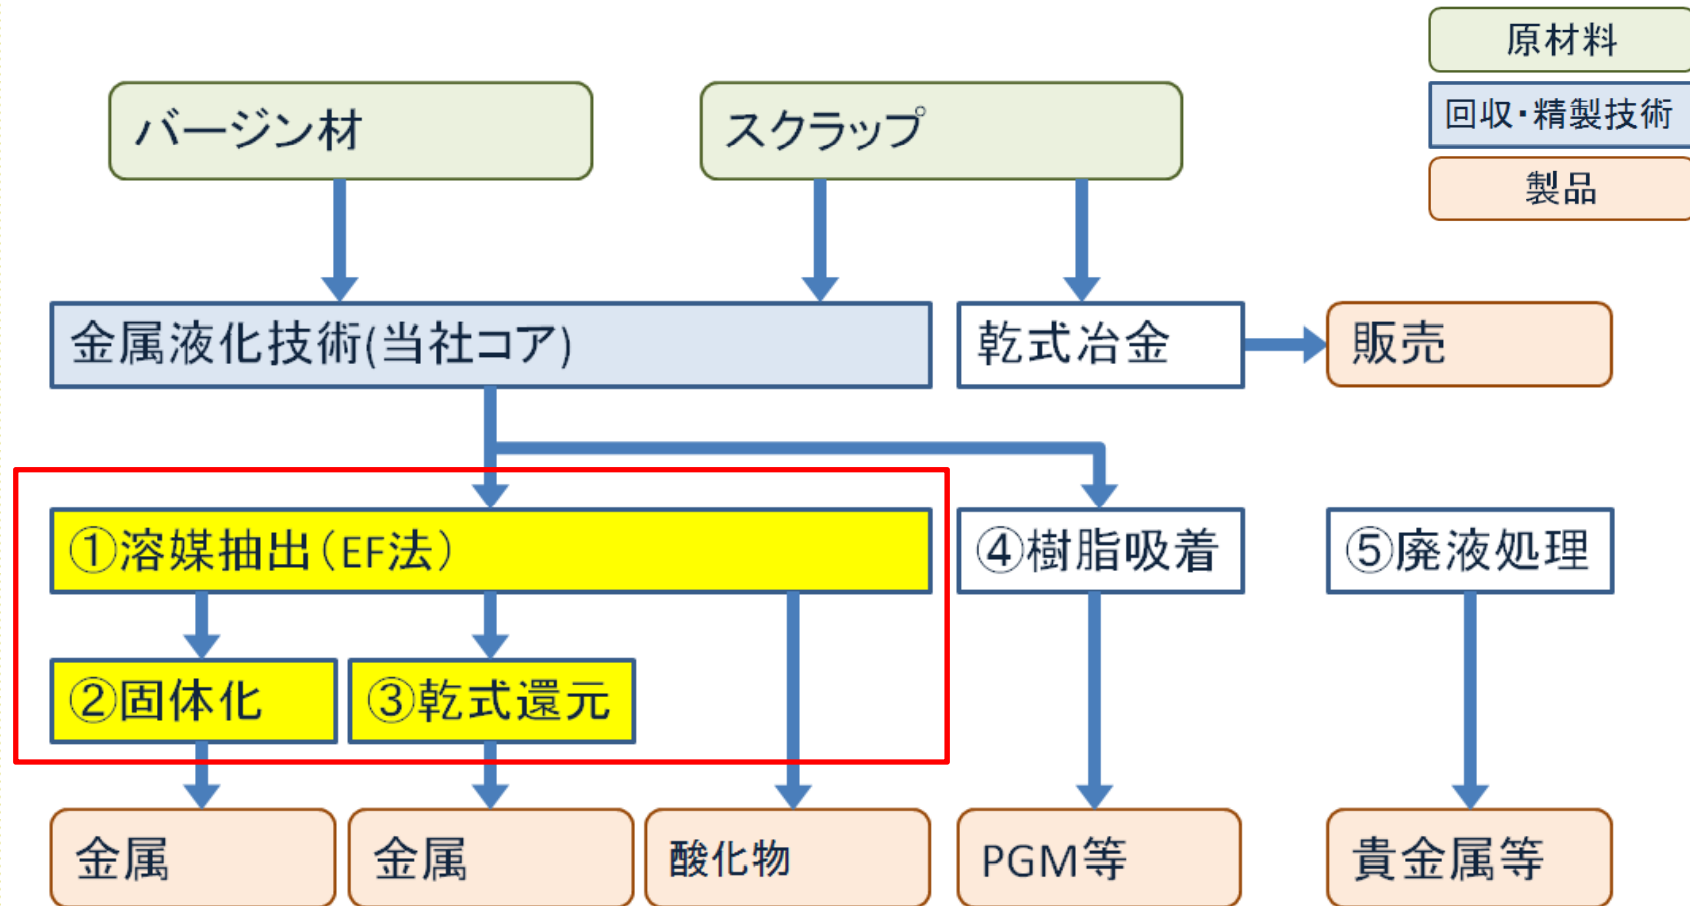 原材料
回収・精製技術
製品
バージン材
スクラップ
金属液化技術(当社コア)
乾式冶金
販売
①溶媒抽出(EF法)
④樹脂吸着
⑤廃液処理
②固体化
③乾式還元
金属
金属
酸化物
PGM等
貴金属等